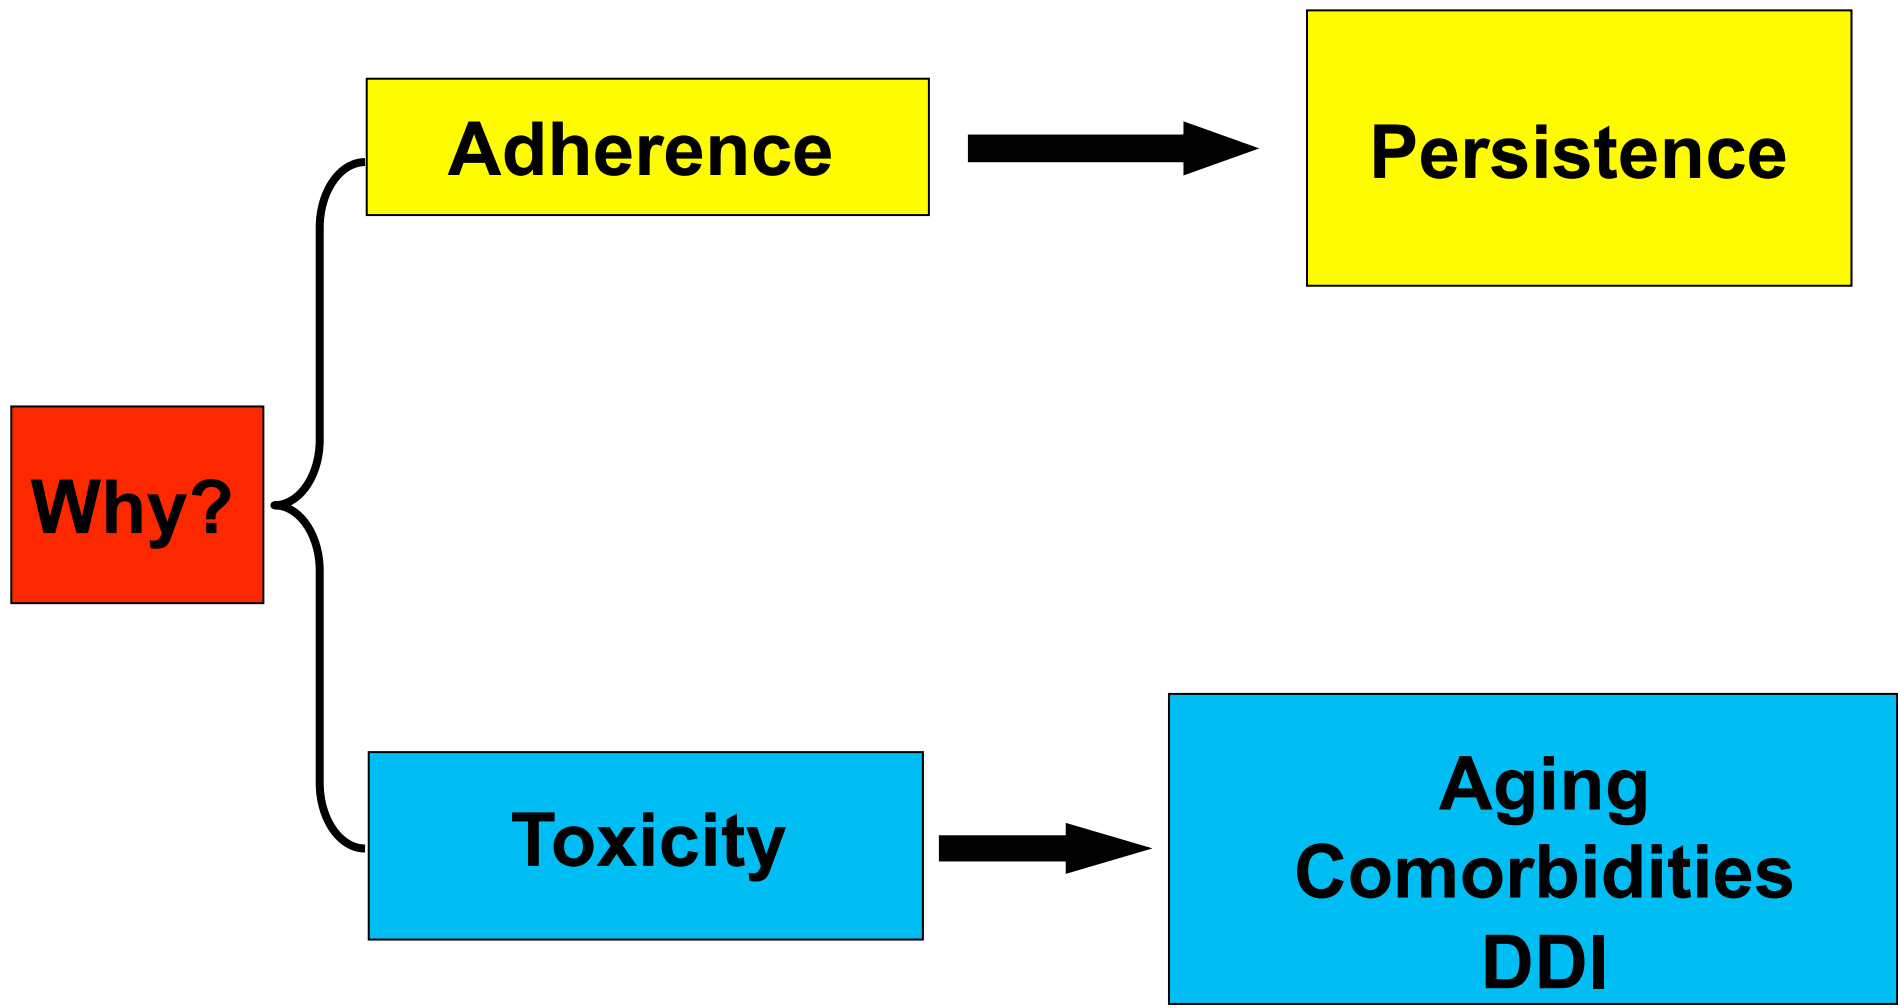 Adherence
Persistence
Why?
Toxicity
Aging
Comorbidities
DDI